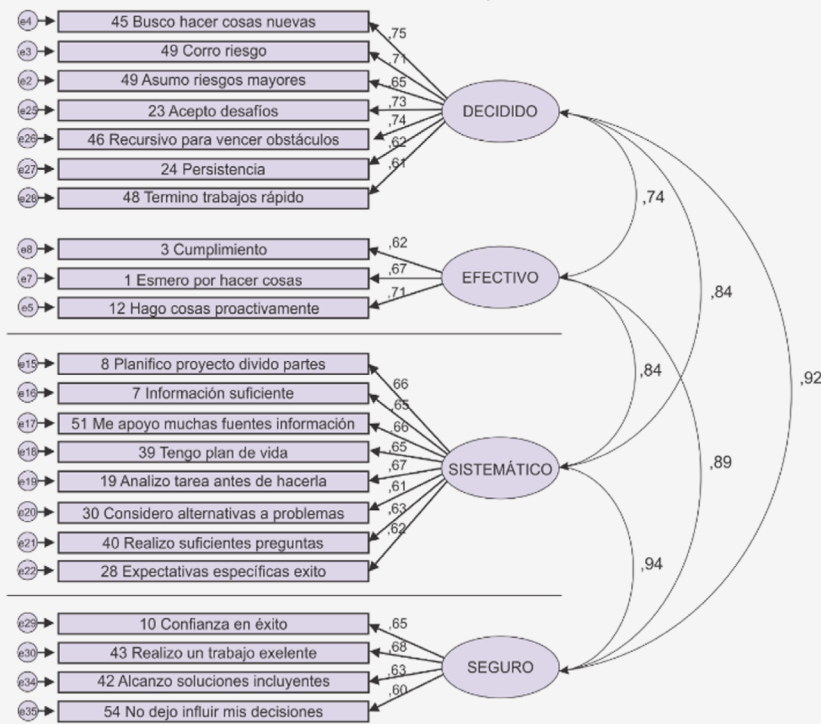 e4 45 Busco hacer cosas nuevas ,75
e3 49 Corro riesgo ,71
e2 49 Asumo riesgos mayores ,65
e25 23 Acepto desafíos ,73
e26 46 Recursivo para vencer obstáculos ,74
e27 24 Persistencia ,62
e28 48 Termino trabajos rápido ,61
DECIDIDO
,74
e8 3 Cumplimiento ,62
e7 1 Esmero por hacer cosas ,67
e5 12 Hago cosas proactivamente ,71
EFECTIVO
,84
,84
,92
e15 8 Planifico proyecto divido partes ,66
e16 7 Información suficiente ,65
e17 51 Me apoyo muchas fuentes información ,66
e18 39 Tengo plan de vida ,65
e19 19 Analizo tarea antes de hacerla ,67
e20 30 Considero alternativas a problemas ,61
e21 40 Realizo suficientes preguntas ,63
e22 28 Expectativas específicas exito ,62
SISTEMÁTICO
,89
,94
e29 10 Confianza en éxito ,65
e30 43 Realizo un trabajo exelente ,68
e34 42 Alcanzo soluciones incluyentes ,63
e35 54 No dejo influir mis decisiones ,60
SEGURO